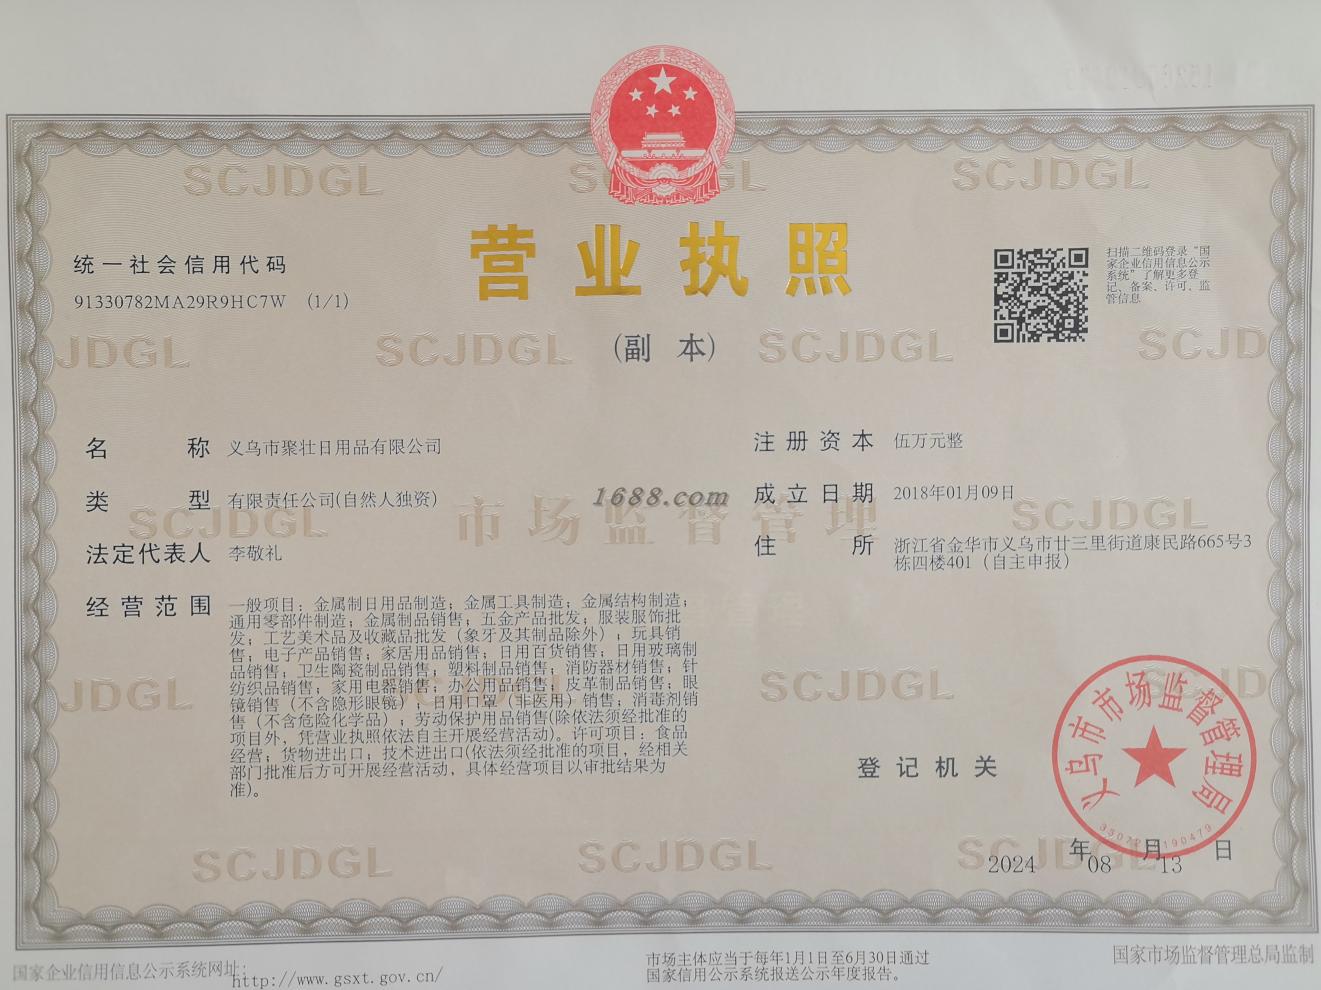 SCJDGL SCJDGL SCJDGL
营业执照
(副本)
统一社会信用代码
91330782MA29R9HC7W (1/1)
扫描二维码登录“国
家企业信用信息公示
系统”了解更多登
记、备案、许可、监
管信息
JDGL SCJDGL SCJDGL SCJD
名称 义乌市聚壮日用品有限公司
类型 有限责任公司(自然人独资)
法定代表人 李敬礼
经营范围 一般项目：金属制日用品制造；金属工具制造；金属结构制造；
通用零部件制造；金属制品销售；五金产品批发；服装服饰批
发；工艺美术品及收藏品批发（象牙及其制品除外）；玩具销
售；电子产品销售；家居用品销售；日用百货销售；日用玻璃制
品销售；卫生陶瓷制品销售；塑料制品销售；消防器材销售；针
纺织品销售；家用电器销售；办公用品销售；皮革制品销售；眼
镜销售（不含隐形眼镜）；日用口罩（非医用）销售；消毒剂销
售（不含危险化学品）；劳动保护用品销售(除依法须经批准的
项目外，凭营业执照依法自主开展经营活动)。许可项目：食品
经营；货物进出口；技术进出口(依法须经批准的项目，经相关
部门批准后方可开展经营活动，具体经营项目以审批结果为
准)。
注册资本 伍万元整
成立日期 2018年01月09日
住所 浙江省金华市义乌市廿三里街道康民路665号3
栋四楼401（自主申报）
1688.com
SCJDGL 市场监督管理 SCJDGL
JDGL SCJDGL SCJD
登记机关
义乌市市场监督管理局
2024年08月13日
SCJDGL SCJDGL SCJDGL
国家企业信用信息公示系统网址：http://www.gsxt.gov.cn/
市场主体应当于每年1月1日至6月30日通过
国家信用公示系统报送公示年度报告。
国家市场监督管理总局监制